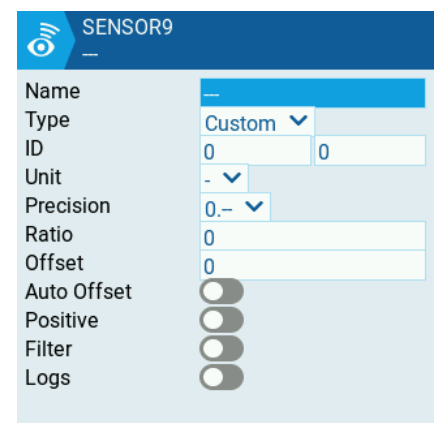 SENSOR9
---
Name ---
Type Custom
ID 0 0
Unit -
Precision 0.--
Ratio 0
Offset 0
Auto Offset
Positive
Filter
Logs